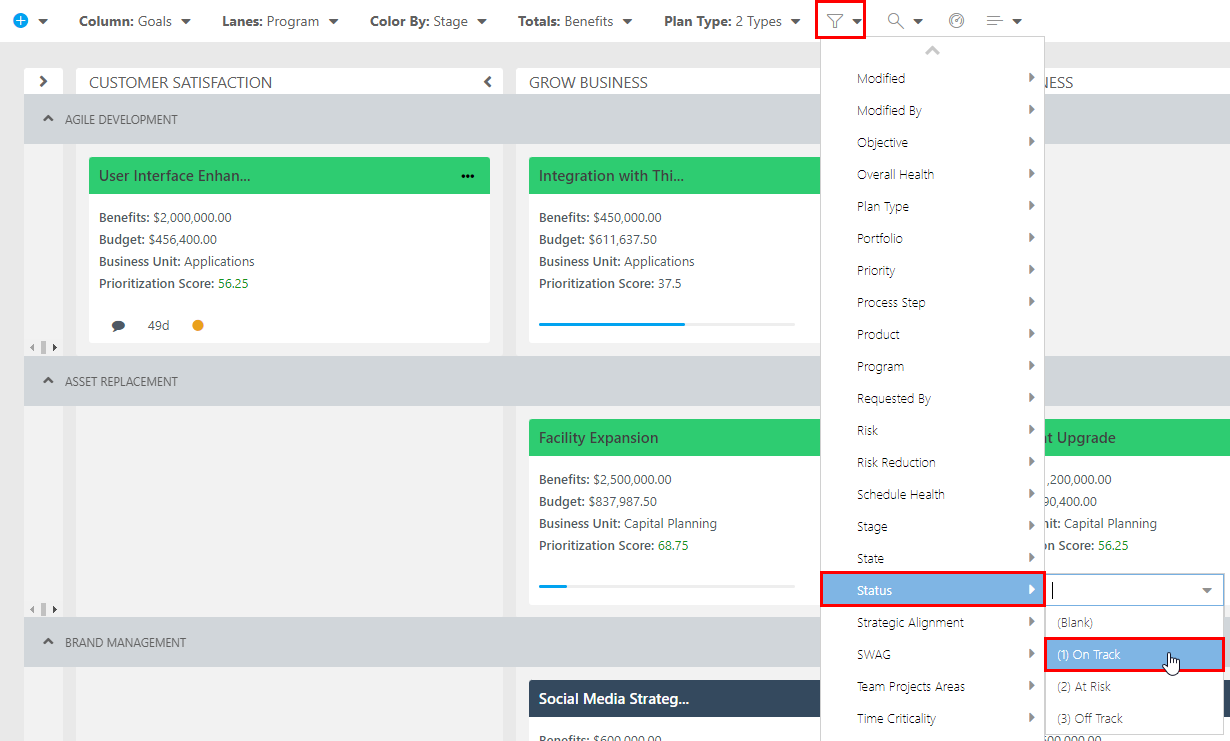 Column: Goals Lanes: Program Color By: Stage Totals: Benefits Plan Type: 2 Types
CUSTOMER SATISFACTION
GROW BUSINESS
NESS
AGILE DEVELOPMENT
User Interface Enhan...
Benefits: $2,000,000.00
Budget: $456,400.00
Business Unit: Applications
Prioritization Score: 56.25
49d
Integration with Thi...
Benefits: $450,000.00
Budget: $611,637.50
Business Unit: Applications
Prioritization Score: 37.5
ASSET REPLACEMENT
Facility Expansion
Benefits: $2,500,000.00
Budget: $837,987.50
Business Unit: Capital Planning
Prioritization Score: 68.75
t Upgrade
,200,000.00
90,400.00
nit: Capital Planning
on Score: 56.25
BRAND MANAGEMENT
Social Media Strateg...
Benefits: $600,000.00
600,000.00
Modified
Modified By
Objective
Overall Health
Plan Type
Portfolio
Priority
Process Step
Product
Program
Requested By
Risk
Risk Reduction
Schedule Health
Stage
State
Status
Strategic Alignment
SWAG
Team Projects Areas
Time Criticality
(Blank)
(1) On Track
(2) At Risk
(3) Off Track